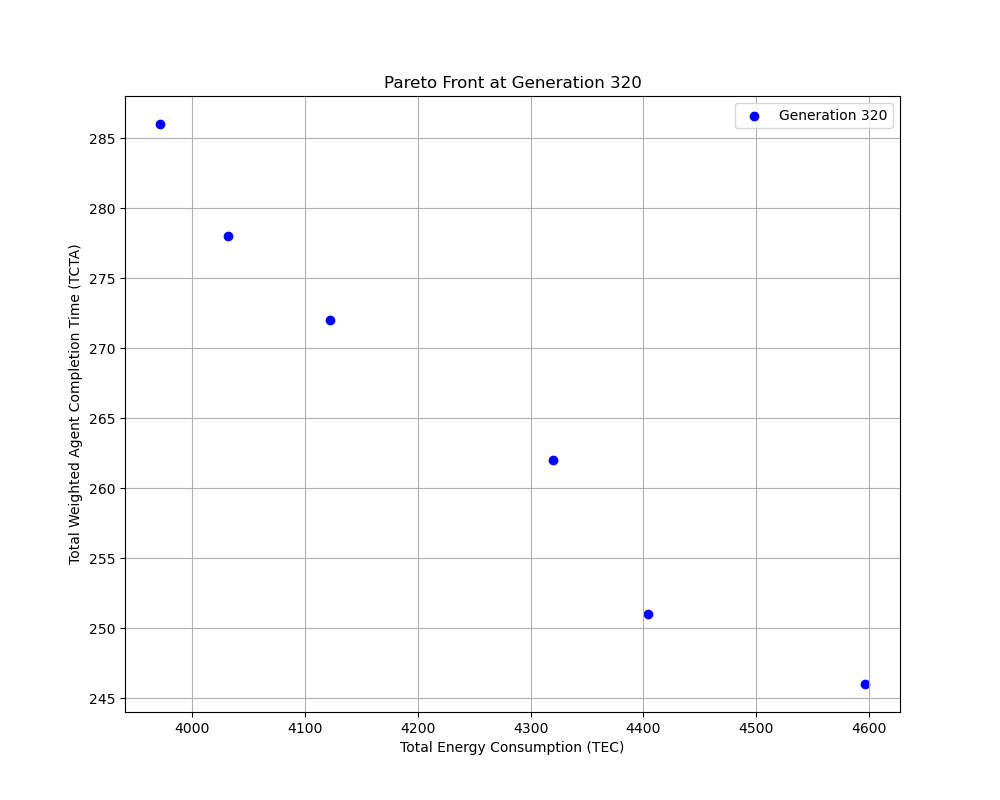 Pareto Front at Generation 320
Generation 320
Total Weighted Agent Completion Time (TCTA)
285
280
275
270
265
260
255
250
245
4000 4100 4200 4300 4400 4500 4600
Total Energy Consumption (TEC)